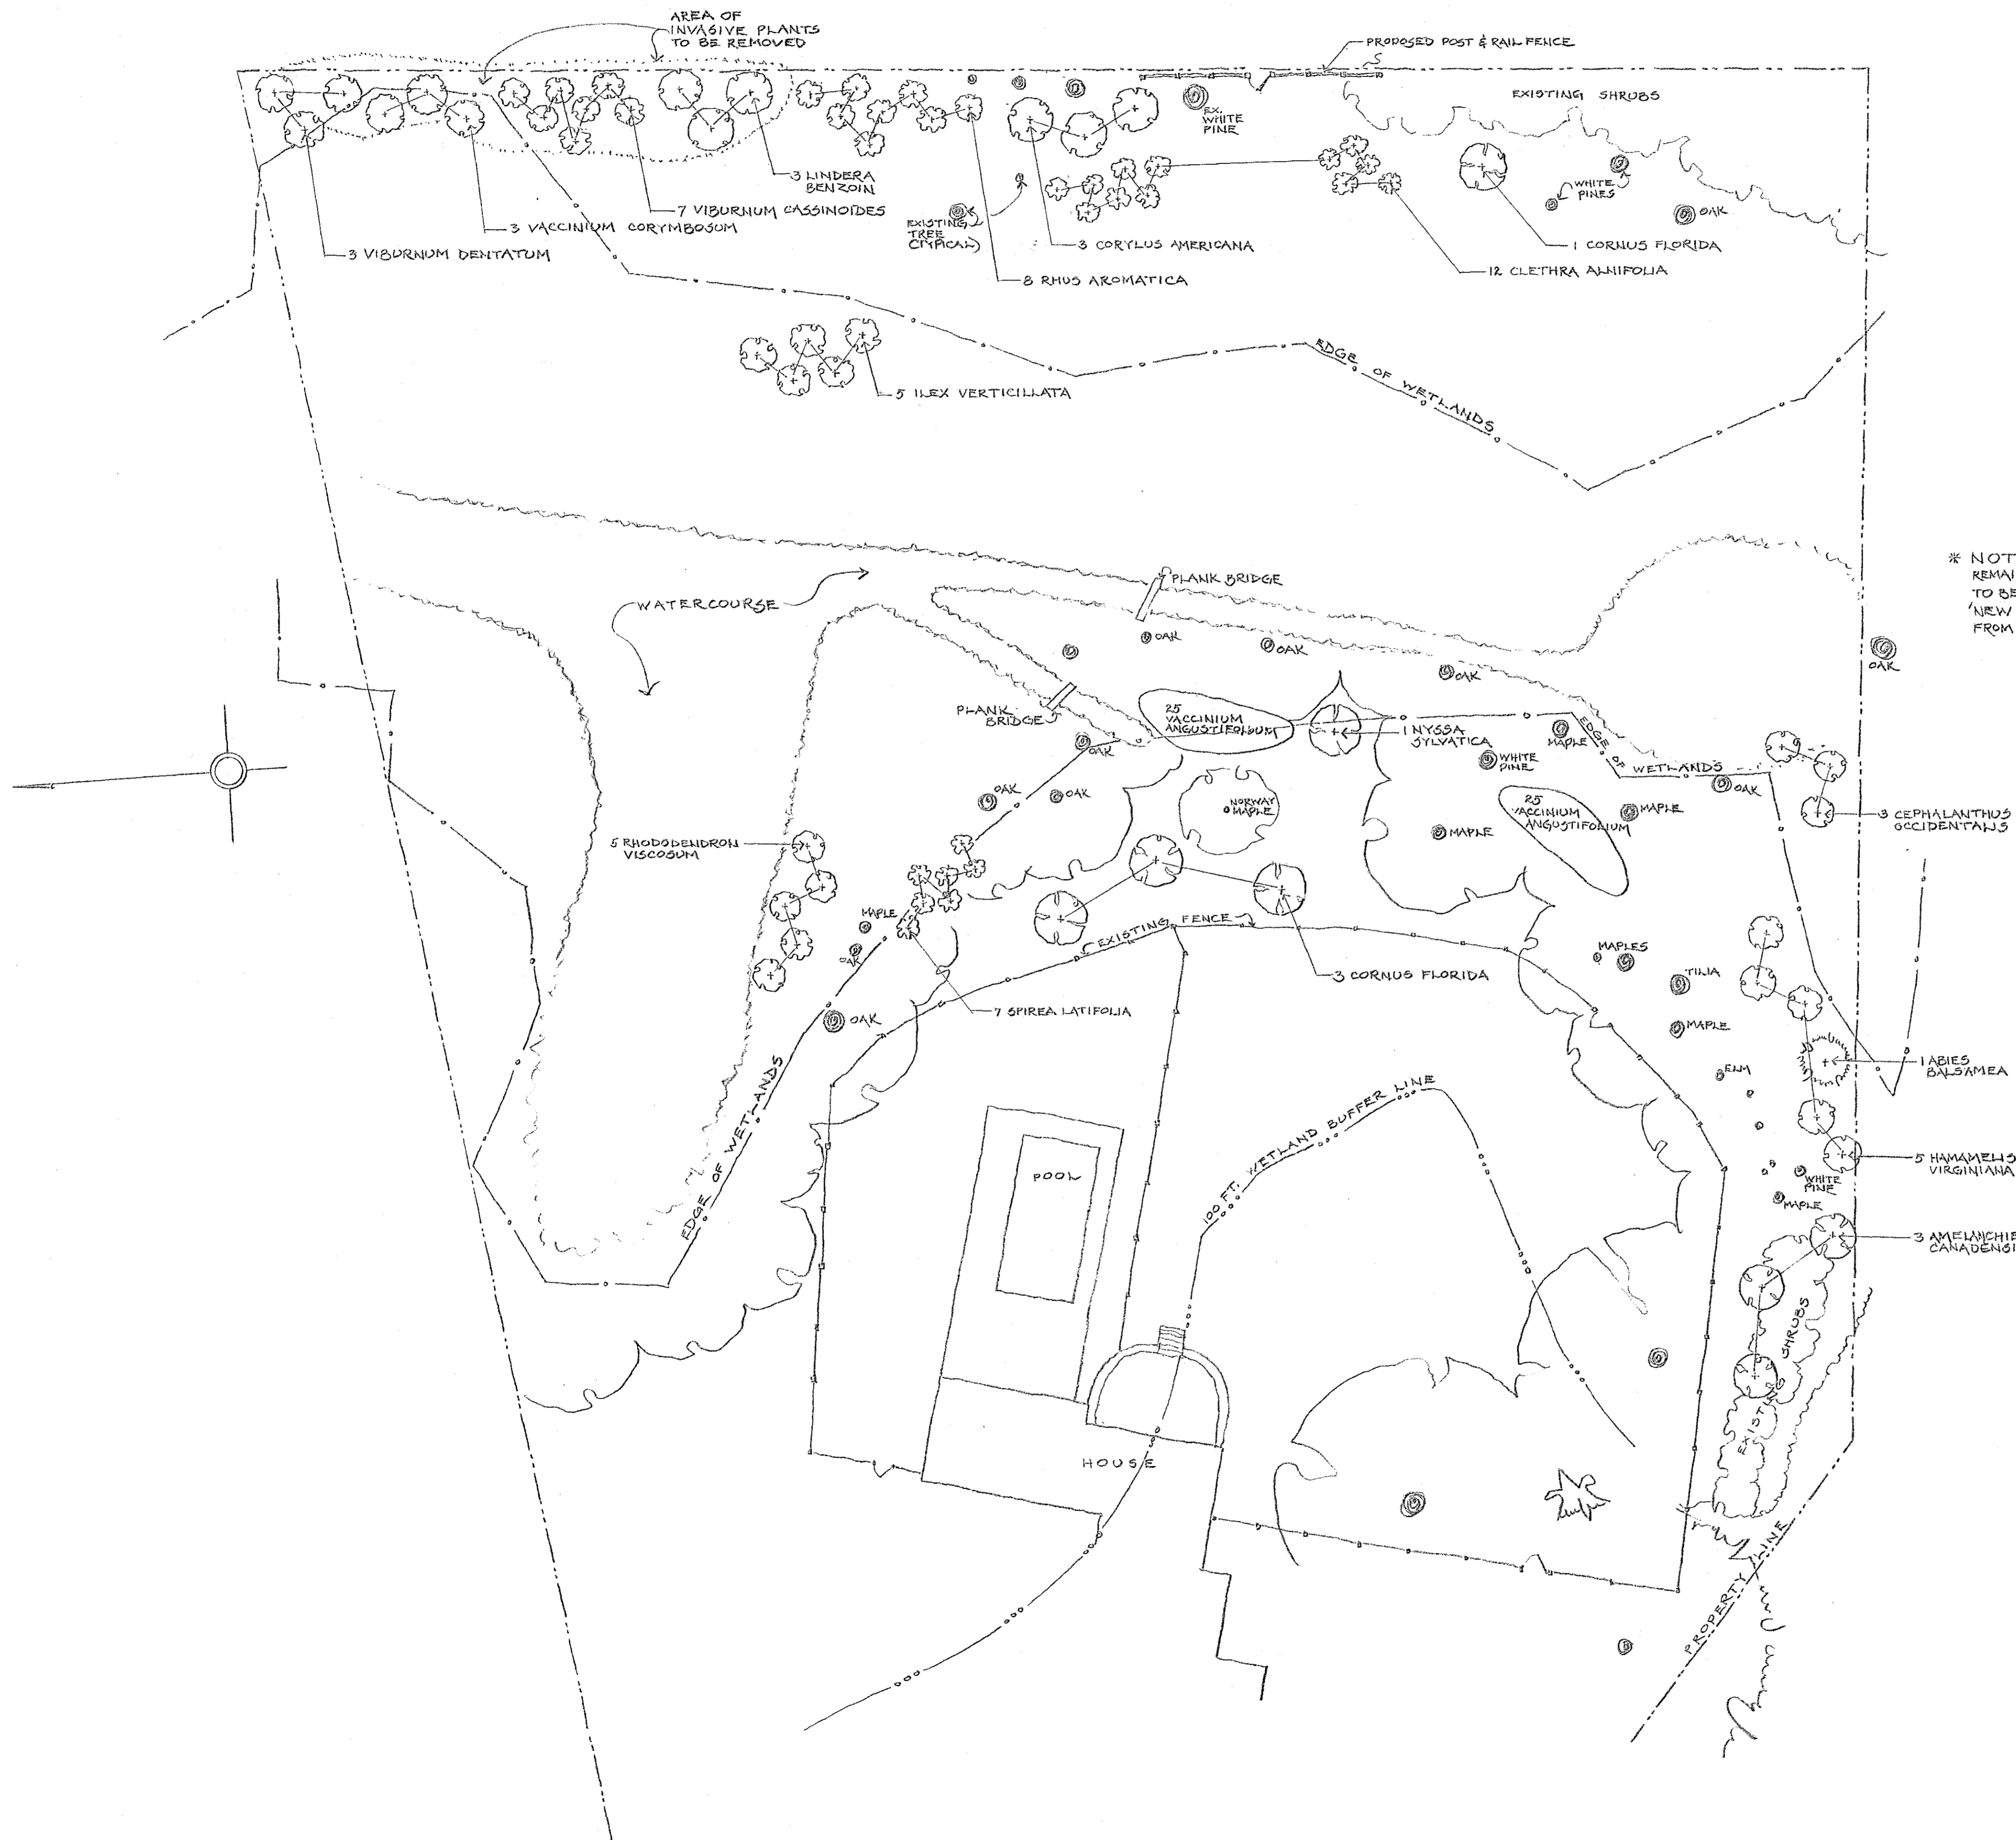 AREA OF
INVASIVE PLANTS
TO BE REMOVED
PROPOSED POST & RAIL FENCE
EXISTING SHRUBS
EX.
WHITE
PINE
3 LINDERA
BENZOIN
7 VIBURNUM CASSINOIDES
3 VACCINIUM CORYMBOSUM
3 VIBURNUM DENTATUM
EXISTING
TREE
(TYPICAL)
3 CORYLUS AMERICANA
8 RHUS AROMATICA
WHITE
PINES
OAK
1 CORNUS FLORIDA
12 CLETHRA ALNIFOLIA
5 ILEX VERTICILLATA
EDGE OF WETLANDS
* NOT
REMAI
TO BE
'NEW
FROM
PLANK BRIDGE
WATERCOURSE
OAK
OAK
OAK
OAK
PLANK
BRIDGE
25
VACCINIUM
ANGUSTIFOLIUM
1 NYSSA
SYLVATICA
MAPLE
EDGE OF WETLANDS
WHITE
PINE
OAK
OAK
OAK
OAK
NORWAY
MAPLE
25
VACCINIUM
ANGUSTIFOLIUM
MAPLE
MAPLE
3 CEPHALANTHUS
OCCIDENTALIS
5 RHODODENDRON
VISCOSUM
MAPLE
OAK
EXISTING FENCE
MAPLES
TILIA
3 CORNUS FLORIDA
7 SPIREA LATIFOLIA
OAK
MAPLE
ELM
1 ABIES
BALSAMEA
EDGE OF WETLANDS
100 FT. WETLAND BUFFER LINE
POOL
5 HAMAMELIS
VIRGINIANA
WHITE
PINE
MAPLE
3 AMELANCHIE
CANADENSI
EXISTING SHRUBS
HOUSE
PROPERTY LINE